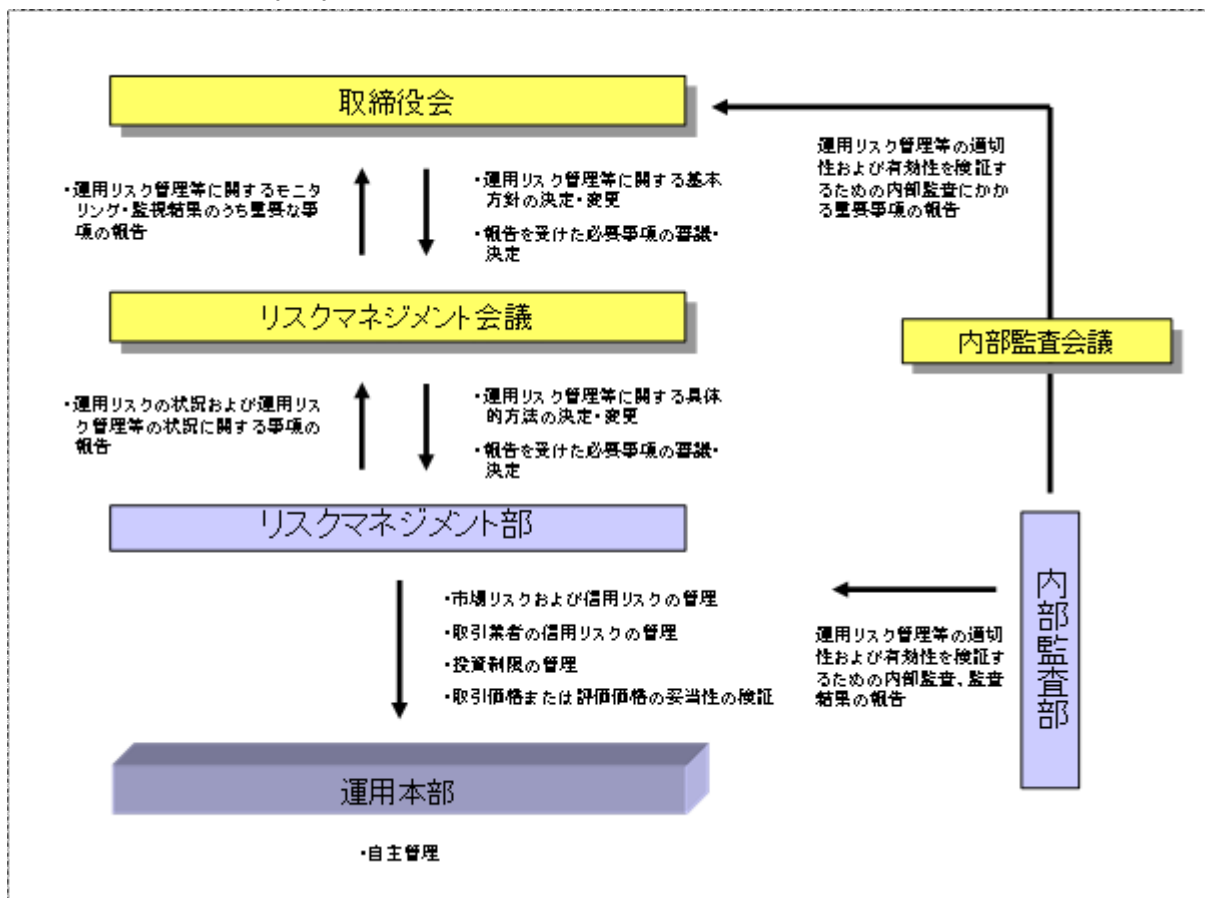 取締役会
・運用リスク管理等に関するモニ
タリング・監視結果のうち重要な事
項の報告
・運用リスク管理等に関する基本
方針の決定・変更
・報告を受けた必要事項の審議・
決定
運用リスク管理等の適切
性および有効性を検証す
るための内部監査にかか
る重要事項の報告
リスクマネジメント会議
内部監査会議
・運用リスクの状況および運用リス
ク管理等の状況に関する事項の
報告
・運用リスク管理等に関する具体
的方法の決定・変更
・報告を受けた必要事項の審議・
決定
リスクマネジメント部
内部監査部
・市場リスクおよび信用リスクの管理
・取引業者の信用リスクの管理
・投資制限の管理
・取引価格または評価価格の妥当性の検証
運用リスク管理等の適切
性および有効性を検証す
るための内部監査、監査
結果の報告
運用本部
・自主管理